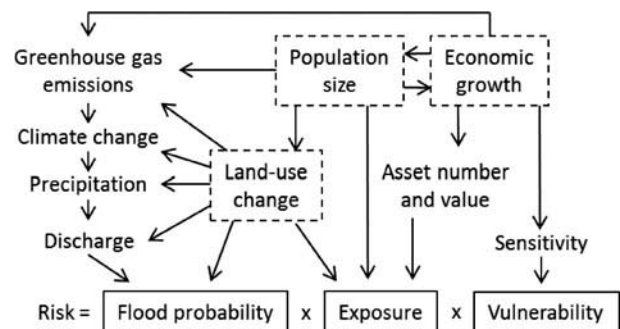 Greenhouse gas
emissions
Population
size
Economic
growth
Climate change
Precipitation
Land-use
change
Asset number
and value
Discharge
Sensitivity
Risk = Flood probability x Exposure x Vulnerability